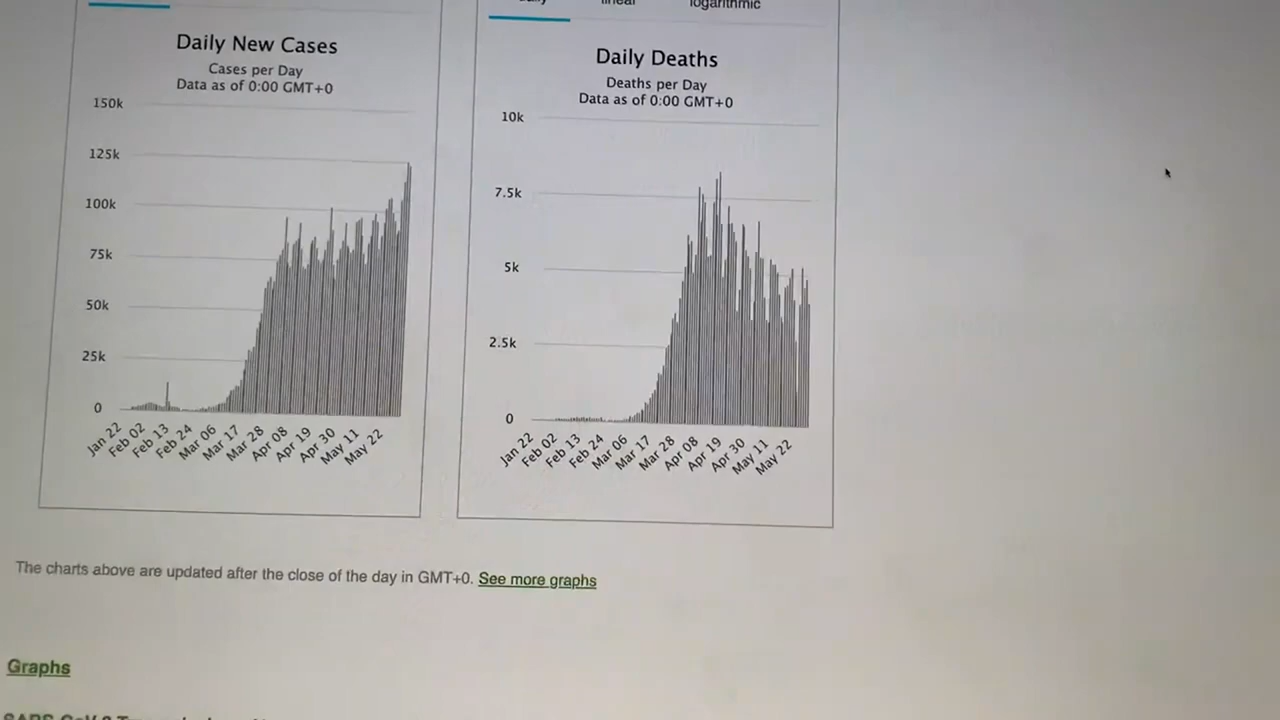 linear
logarithmic
Daily New Cases
Cases per Day
Data as of 0:00 GMT+0
150k
125k
100k
75k
50k
25k
0
Jan 22
Feb 02
Feb 13
Feb 24
Mar 06
Mar 17
Mar 28
Apr 08
Apr 19
Apr 30
May 11
May 22
Daily Deaths
Deaths per Day
Data as of 0:00 GMT+0
10k
7.5k
5k
2.5k
0
Jan 22
Feb 02
Feb 13
Feb 24
Mar 06
Mar 17
Mar 28
Apr 08
Apr 19
Apr 30
May 11
May 22
The charts above are updated after the close of the day in GMT+0. See more graphs
Graphs